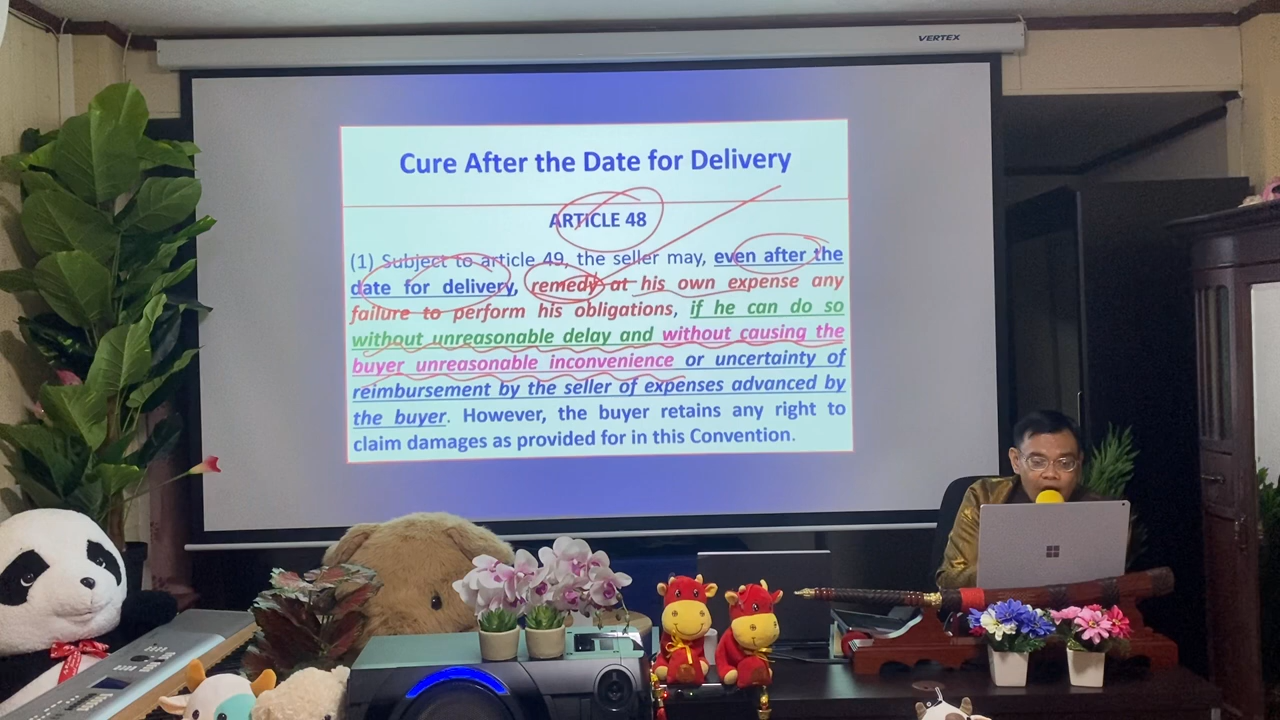 VERTEX
Cure After the Date for Delivery
ARTICLE 48
(1) Subject to article 49, the seller may, even after the
date for delivery, remedy at his own expense any
failure to perform his obligations, if he can do so
without unreasonable delay and without causing the
buyer unreasonable inconvenience or uncertainty of
reimbursement by the seller of expenses advanced by
the buyer. However, the buyer retains any right to
claim damages as provided for in this Convention.